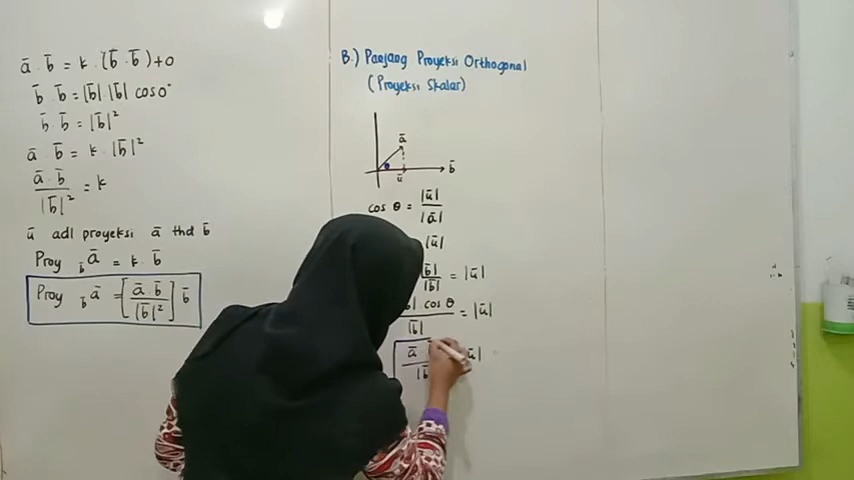 ā . b̄ = k . (b̄ . b̄) + 0
b̄ . b̄ = |b̄| |b̄| cos 0°
b̄ . b̄ = |b̄|²
ā . b̄ = k . |b̄|²
ā . b̄ / |b̄|² = k
ū adl proyeksi ā thd b̄
Proy b̄ ā = k . b̄
Proy b̄ ā = [ā . b̄ / |b̄|²] b̄
B.) Panjang Proyeksi Orthogonal
(Proyeksi Skalar)
ā
θ
b̄
ū
cos θ = |ū| / |ā|
|ū|
|b̄| / |b̄| = |ū|
b̄| cos θ / |b̄| = |ū|
ā
ū|